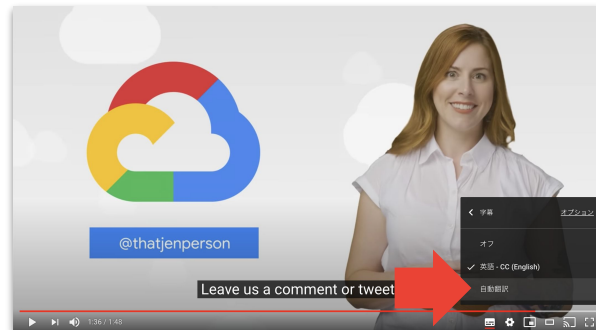 @thatjenperson
Leave us a comment or tweet
字幕
オプション
オフ
英語 - CC (English)
自動翻訳
1:36 / 1:48